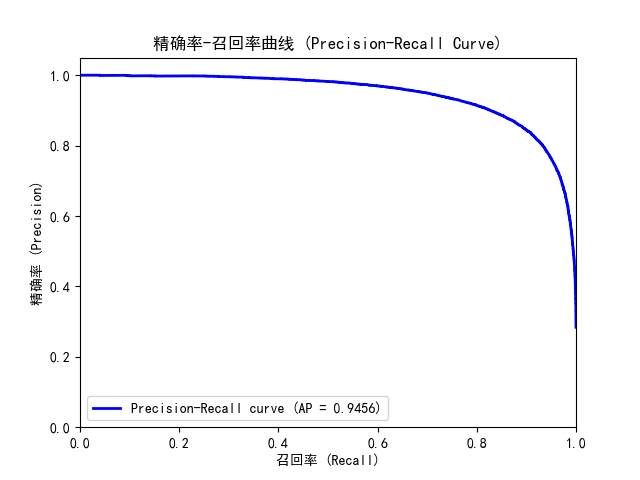 精确率-召回率曲线 (Precision-Recall Curve)
1.0
0.8
0.6
0.4
0.2
0.0
精确率 (Precision)
Precision-Recall curve (AP = 0.9456)
0.0 0.2 0.4 0.6 0.8 1.0
召回率 (Recall)